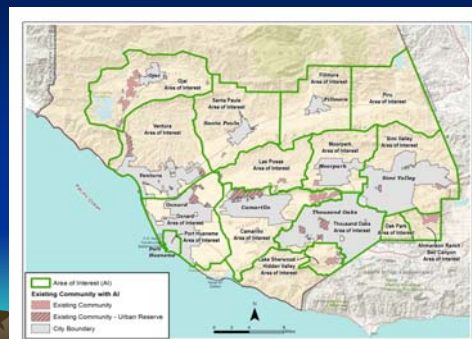 Ojai
Ojai
Area of Interest
Fillmore
Area of Interest
Piru
Area of Interest
Santa Paula
Area of Interest
Fillmore
Santa Paula
Ventura
Area of Interest
Simi Valley
Area of Interest
Moorpark
Area of Interest
Las Posas
Area of Interest
Moorpark
Simi Valley
Ventura
Oxnard
Oxnard
Area of Interest
Camarillo
Thousand Oaks
Thousand Oaks
Area of Interest
Oak Park
Area of Interest
Camarillo
Area of Interest
Port Hueneme
Area of Interest
Port
Hueneme
Ahmanson Ranch
Bell Canyon
Area of Interest
Lake Sherwood
Hidden Valley
Area of Interest
Pacific Ocean
Area of Interest (AI)
Existing Community with AI
Existing Community
Existing Community - Urban Reserve
City Boundary
N